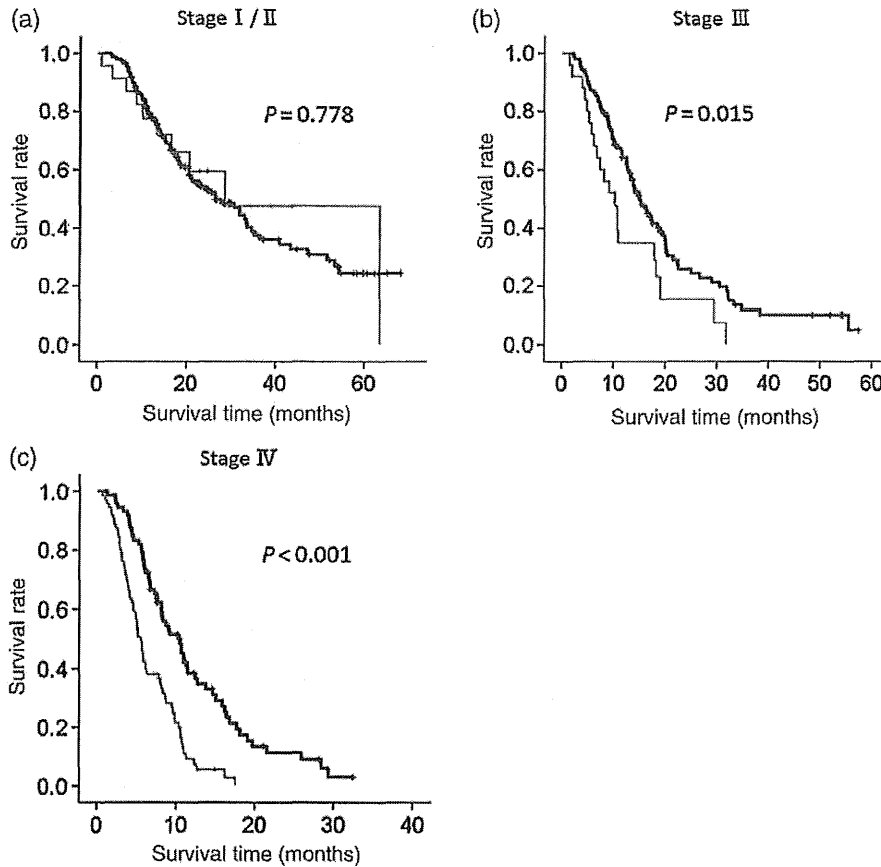 (a) Stage Ⅰ / Ⅱ
1.0
0.8
0.6
0.4
0.2
0.0
Survival rate
P = 0.778
0 20 40 60
Survival time (months)
(b) Stage Ⅲ
1.0
0.8
0.6
0.4
0.2
0.0
Survival rate
P = 0.015
0 10 20 30 40 50 60
Survival time (months)
(c) Stage Ⅳ
1.0
0.8
0.6
0.4
0.2
0.0
Survival rate
P < 0.001
0 10 20 30 40
Survival time (months)